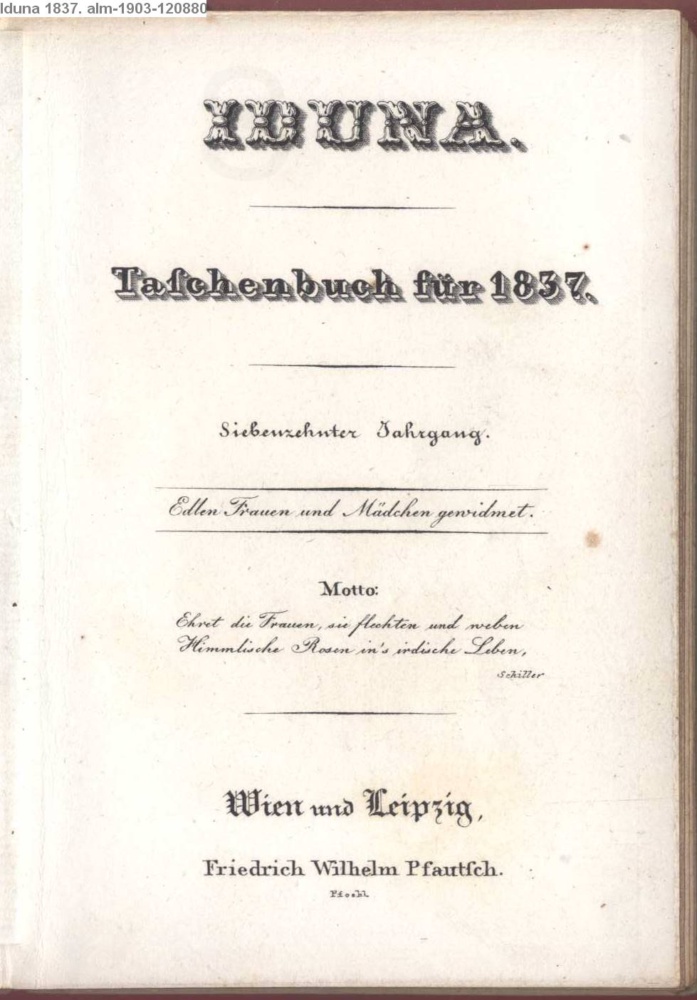 Iduna 1837. alm-1903-120880
IDUNA.
Taſchenbuch für 1837.
Siebenzehnter Jahrgang.
Edlen Frauen und Mädchen gewidmet.
Motto:
Ehret die Frauen, sie flechten und weben
Himmlische Rosen in's irdische Leben,
Schiller
Wien und Leipzig,
Friedrich Wilhelm Pfautſch.